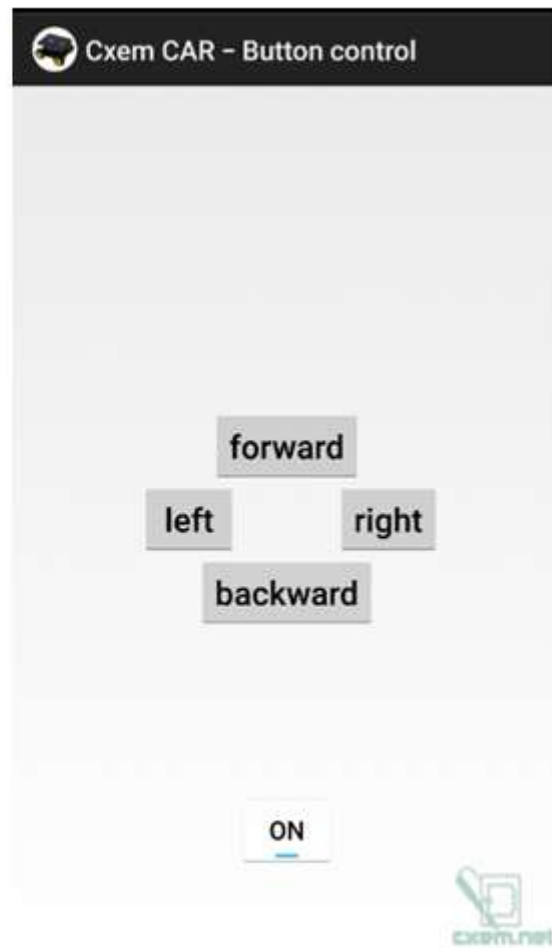 Cxem CAR – Button control
forward
left right
backward
ON
cxem.net